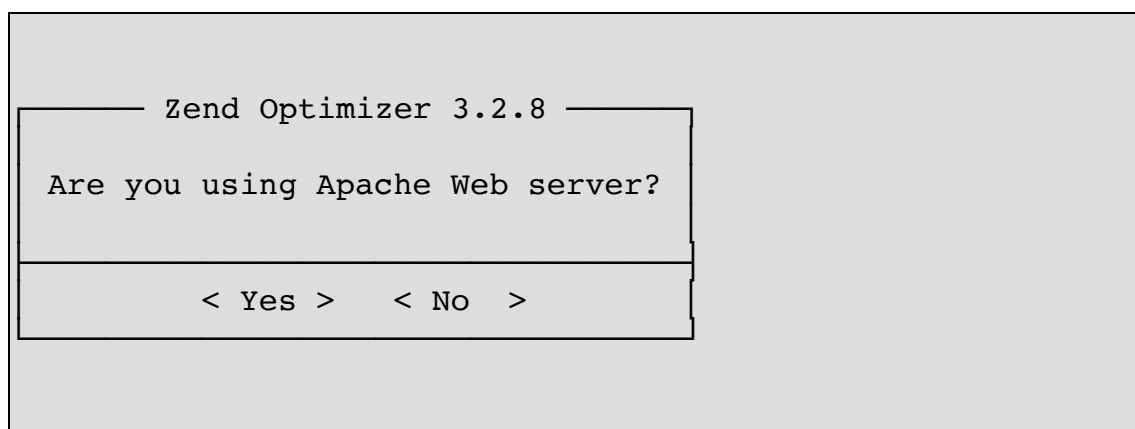 Zend Optimizer 3.2.8
Are you using Apache Web server?
< Yes > < No >